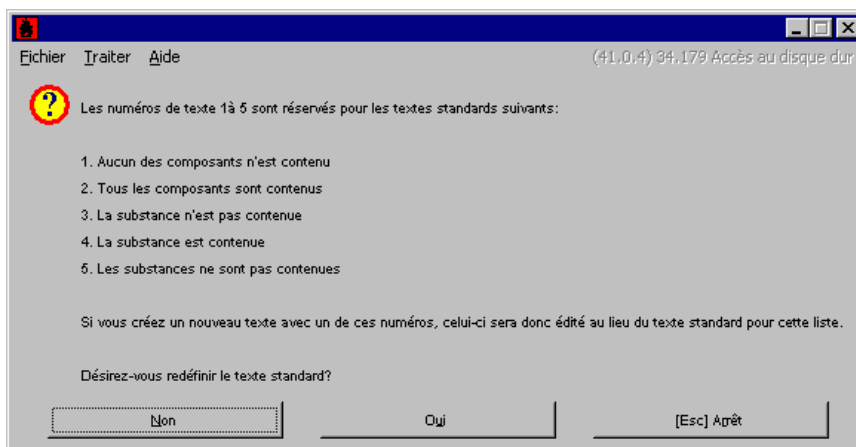 Fichier Traiter Aide (41.0.4) 34.179 Accès au disque dur
?
Les numéros de texte 1à 5 sont réservés pour les textes standards suivants:
1. Aucun des composants n'est contenu
2. Tous les composants sont contenus
3. La substance n'est pas contenue
4. La substance est contenue
5. Les substances ne sont pas contenues
Si vous créez un nouveau texte avec un de ces numéros, celui-ci sera donc édité au lieu du texte standard pour cette liste.
Désirez-vous redéfinir le texte standard?
Non Oui [Esc] Arrêt